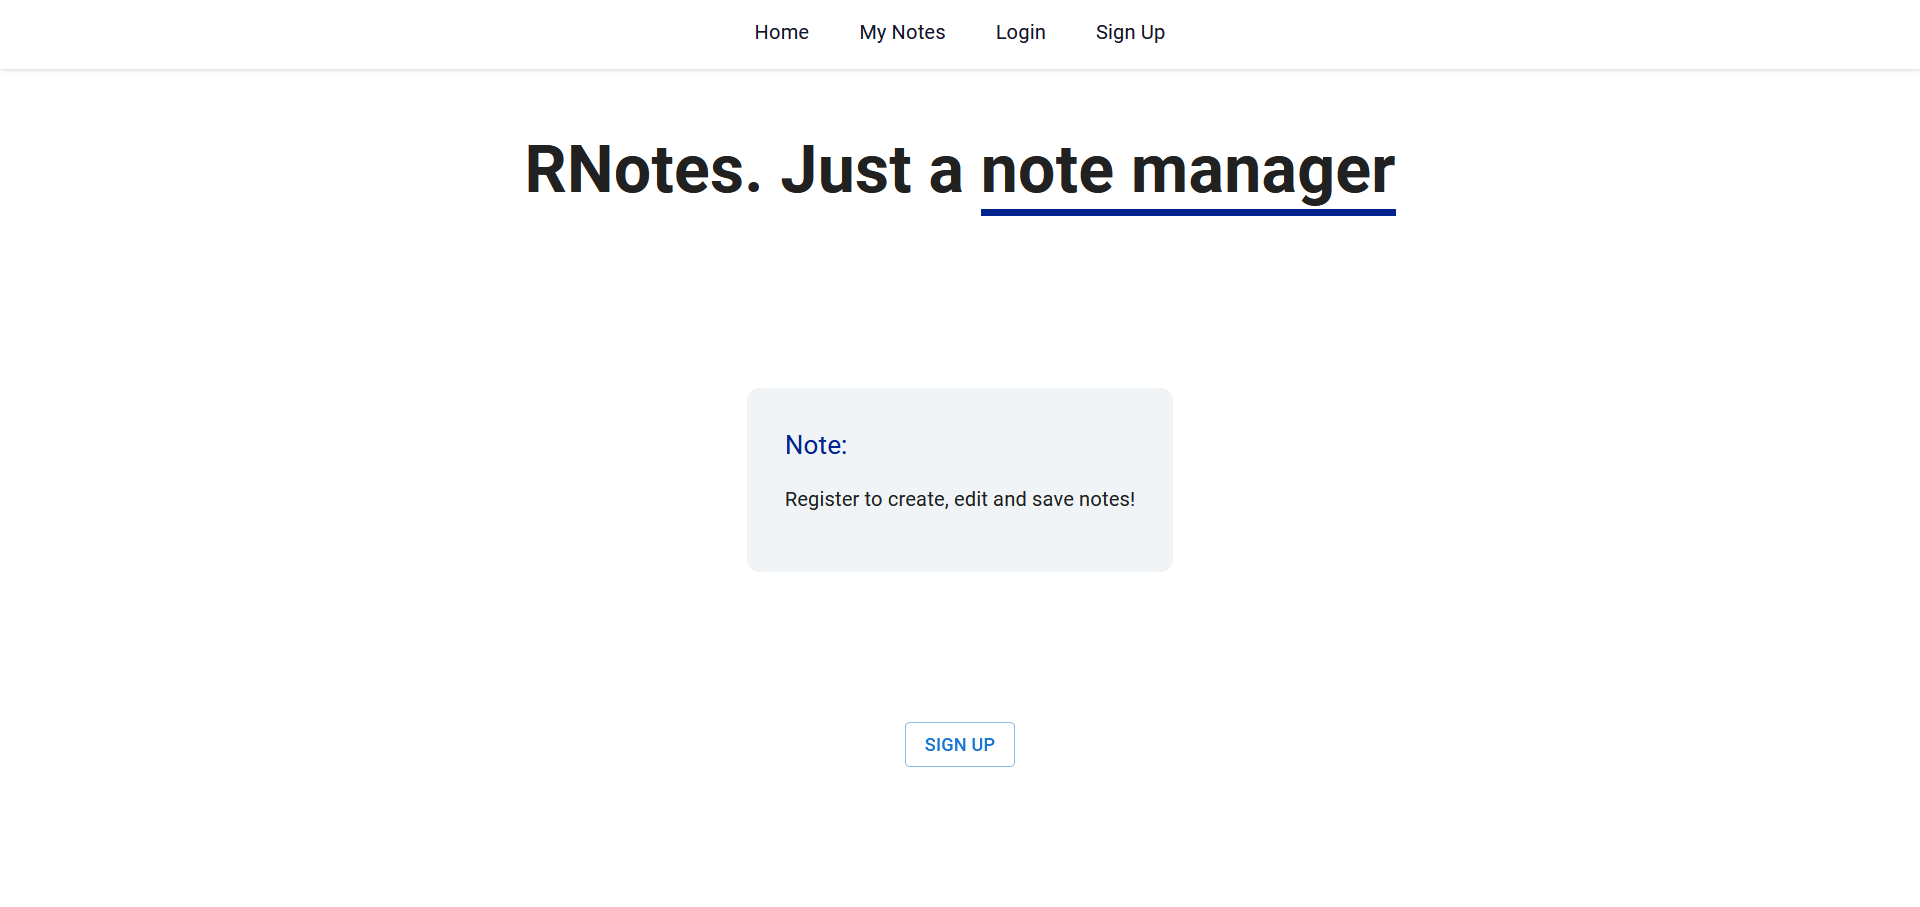 Home My Notes Login Sign Up
RNotes. Just a note manager
Note:
Register to create, edit and save notes!
SIGN UP